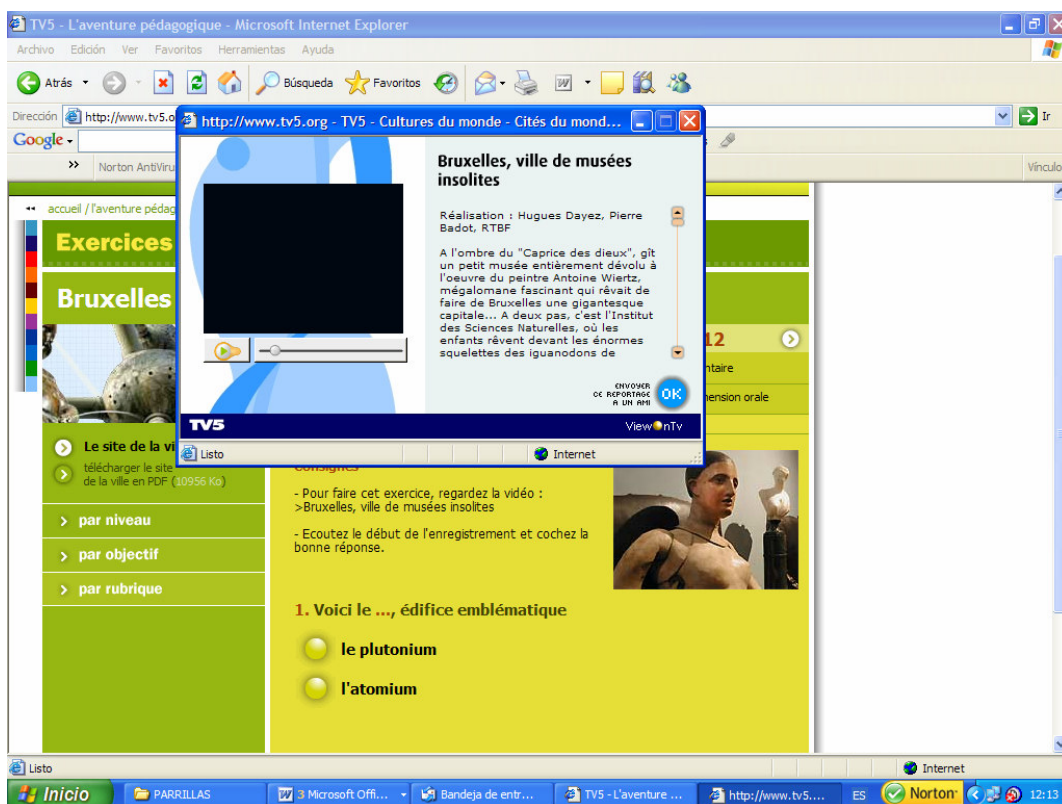 TV5 - L'aventure pédagogique - Microsoft Internet Explorer
Archivo Edición Ver Favoritos Herramientas Ayuda
Atrás Búsqueda Favoritos
Dirección http://www.tv5.o Ir
Google
Norton AntiViru Vínculo
http://www.tv5.org - TV5 - Cultures du monde - Cités du mond...
Bruxelles, ville de musées
insolites
Réalisation : Hugues Dayez, Pierre
Badot, RTBF
A l'ombre du "Caprice des dieux", gît
un petit musée entièrement dévolu à
l'oeuvre du peintre Antoine Wiertz,
mégalomane fascinant qui rêvait de
faire de Bruxelles une gigantesque
capitale... A deux pas, c'est l'Institut
des Sciences Naturelles, où les
enfants rêvent devant les énormes
squelettes des iguanodons de
ENVOYER
CE REPORTAGE
A UN AMI
OK
TV5 ViewOnTv
Listo Internet
accueil / l'aventure pédag
Exercices
Bruxelles
12
ntaire
hension orale
Le site de la vi
télécharger le site
de la ville en PDF (10956 Ko)
par niveau
par objectif
par rubrique
Consignes
- Pour faire cet exercice, regardez la vidéo :
>Bruxelles, ville de musées insolites
- Ecoutez le début de l'enregistrement et cochez la
bonne réponse.
1. Voici le ..., édifice emblématique
le plutonium
l'atomium
Listo Internet
Inicio PARRILLAS 3 Microsoft Offi... Bandeja de entr... TV5 - L'aventure ... http://www.tv5.... ES Norton 12:13